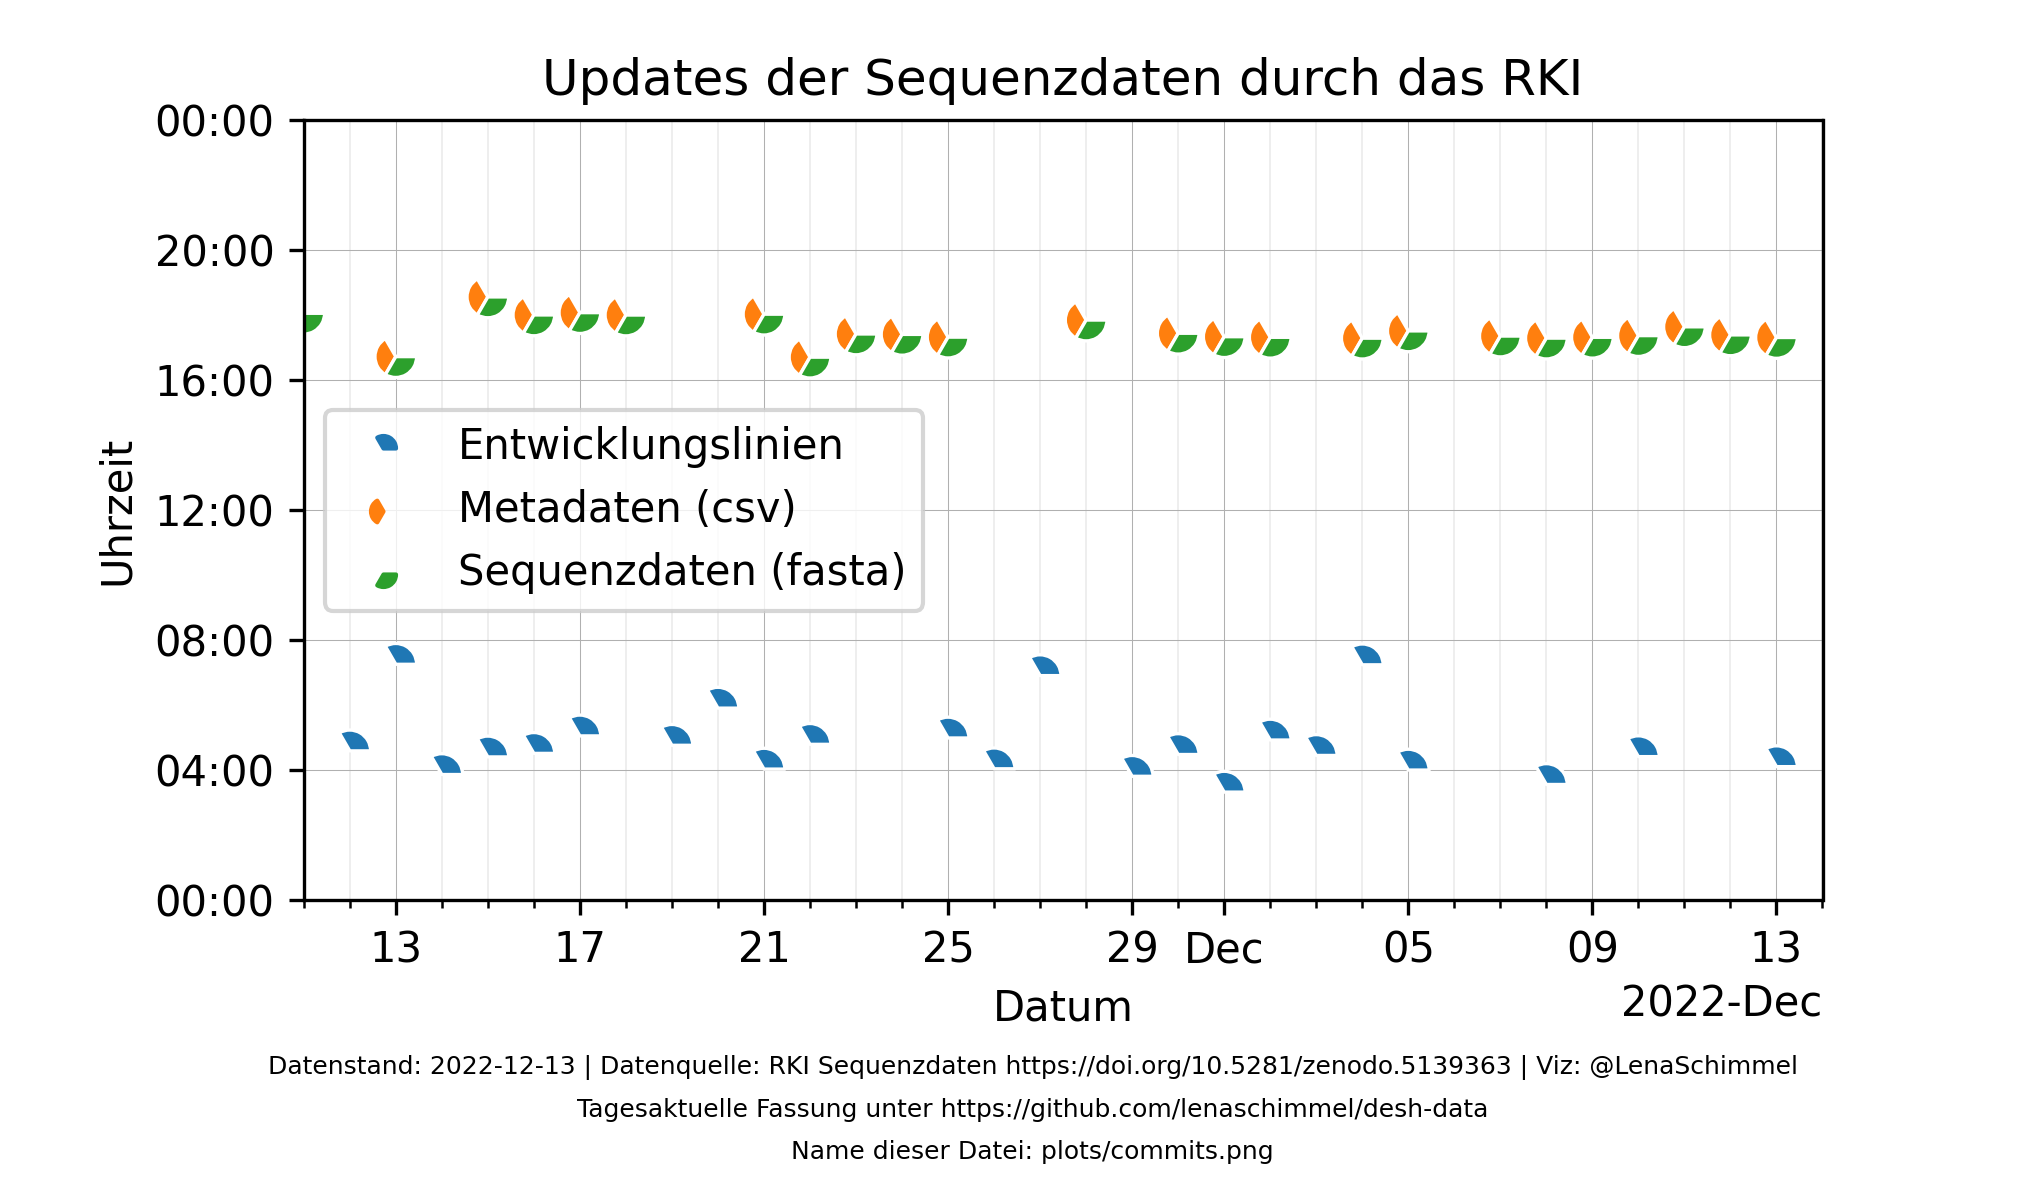 Updates der Sequenzdaten durch das RKI
00:00
20:00
16:00
12:00
08:00
04:00
00:00
Uhrzeit
Entwicklungslinien
Metadaten (csv)
Sequenzdaten (fasta)
13 17 21 25 29 Dec 05 09 13
2022-Dec
Datum
Datenstand: 2022-12-13 | Datenquelle: RKI Sequenzdaten https://doi.org/10.5281/zenodo.5139363 | Viz: @LenaSchimmel
Tagesaktuelle Fassung unter https://github.com/lenaschimmel/desh-data
Name dieser Datei: plots/commits.png